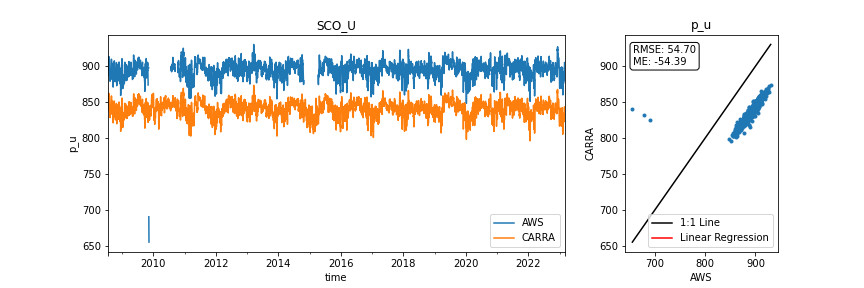 SCO_U
p_u
900
850
800
750
700
650
2010
2012
2014
2016
2018
2020
2022
time
AWS
CARRA
p_u
RMSE: 54.70
ME: -54.39
CARRA
900
850
800
750
700
650
700
800
900
AWS
1:1 Line
Linear Regression